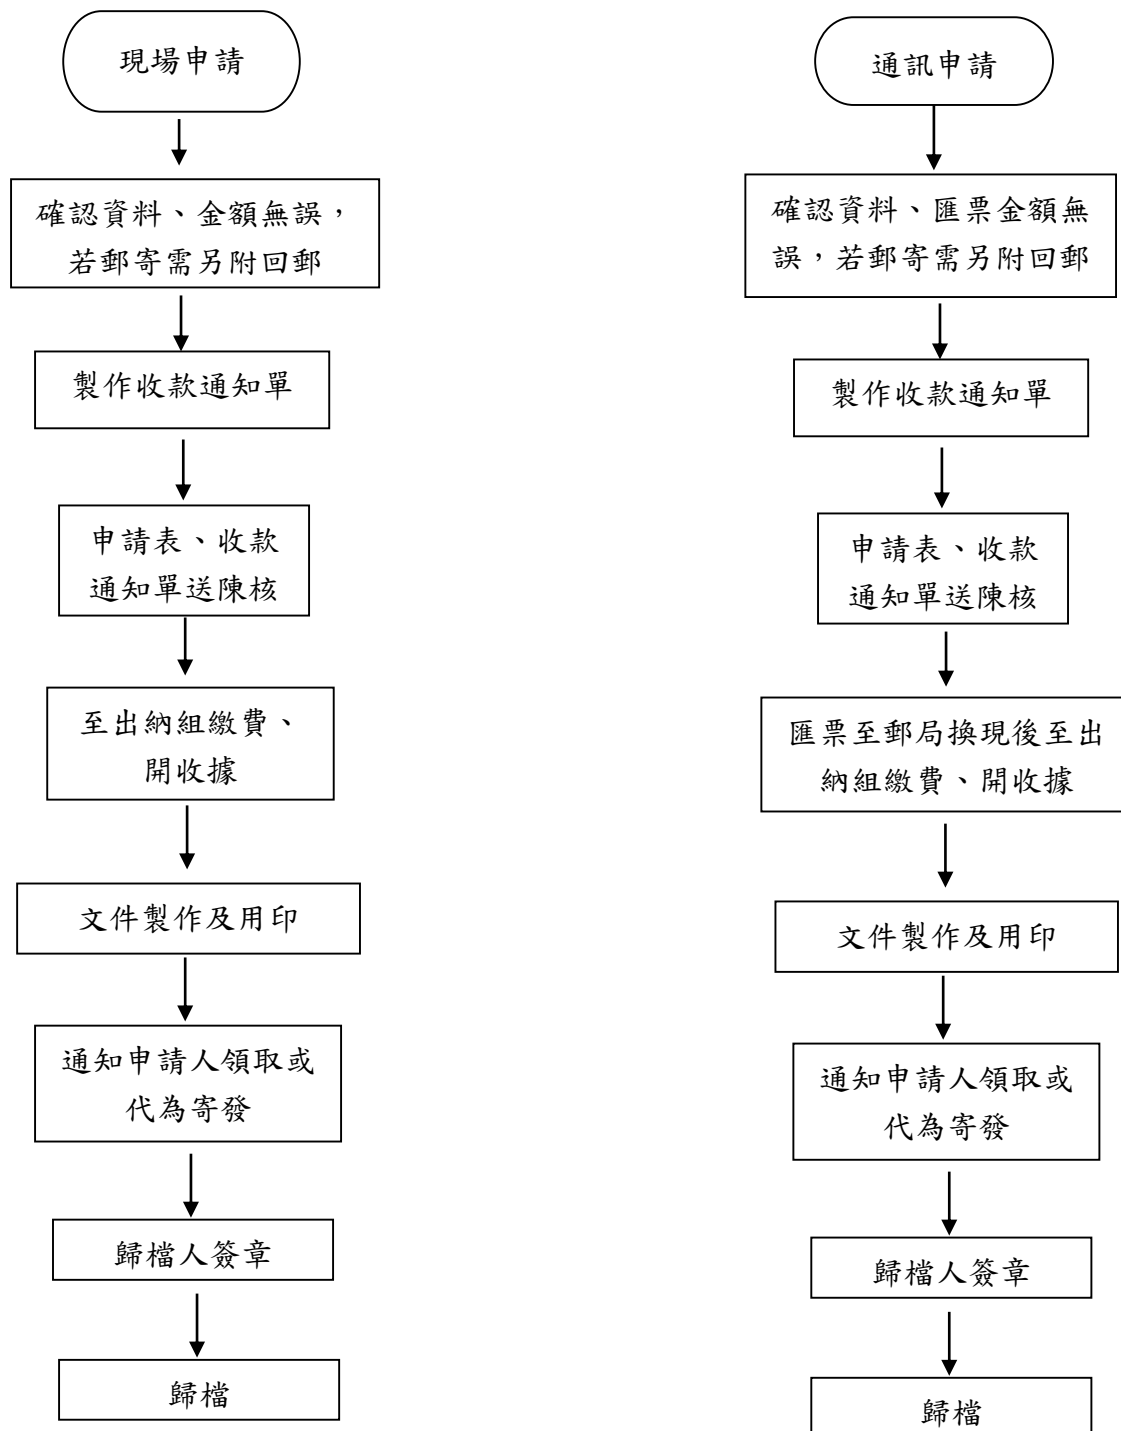 現場申請
確認資料、金額無誤，
若郵寄需另附回郵
製作收款通知單
申請表、收款
通知單送陳核
至出納組繳費、
開收據
文件製作及用印
通知申請人領取或
代為寄發
歸檔人簽章
歸檔
通訊申請
確認資料、匯票金額無
誤，若郵寄需另附回郵
製作收款通知單
申請表、收款
通知單送陳核
匯票至郵局換現後至出
納組繳費、開收據
文件製作及用印
通知申請人領取或
代為寄發
歸檔人簽章
歸檔